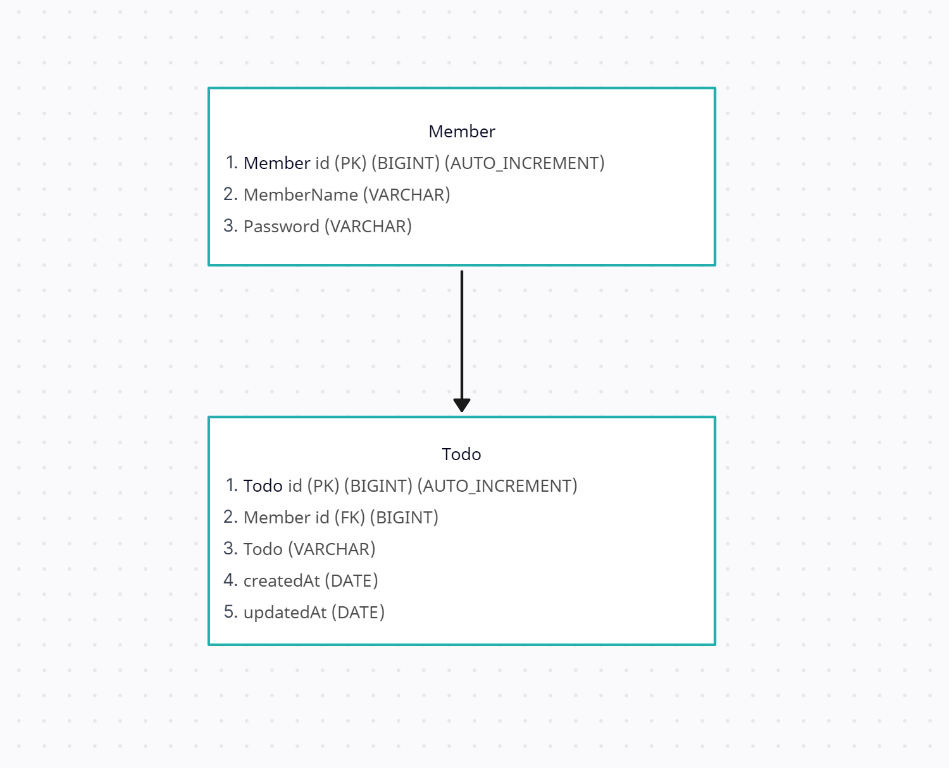 Member
1. Member id (PK) (BIGINT) (AUTO_INCREMENT)
2. MemberName (VARCHAR)
3. Password (VARCHAR)
Todo
1. Todo id (PK) (BIGINT) (AUTO_INCREMENT)
2. Member id (FK) (BIGINT)
3. Todo (VARCHAR)
4. createdAt (DATE)
5. updatedAt (DATE)